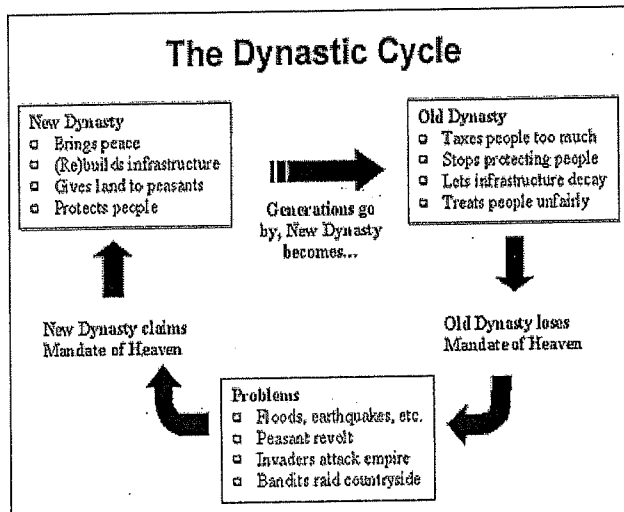 The Dynastic Cycle
New Dynasty
Brings peace
(Re)builds infrastructure
Gives land to peasants
Protects people
Generations go
by, New Dynasty
becomes...
Old Dynasty
Taxes people too much
Stops protecting people
Lets infrastructure decay
Treats people unfairly
Old Dynasty loses
Mandate of Heaven
Problems
Floods, earthquakes, etc.
Peasant revolt
Invaders attack empire
Bandits raid countryside
New Dynasty claims
Mandate of Heaven